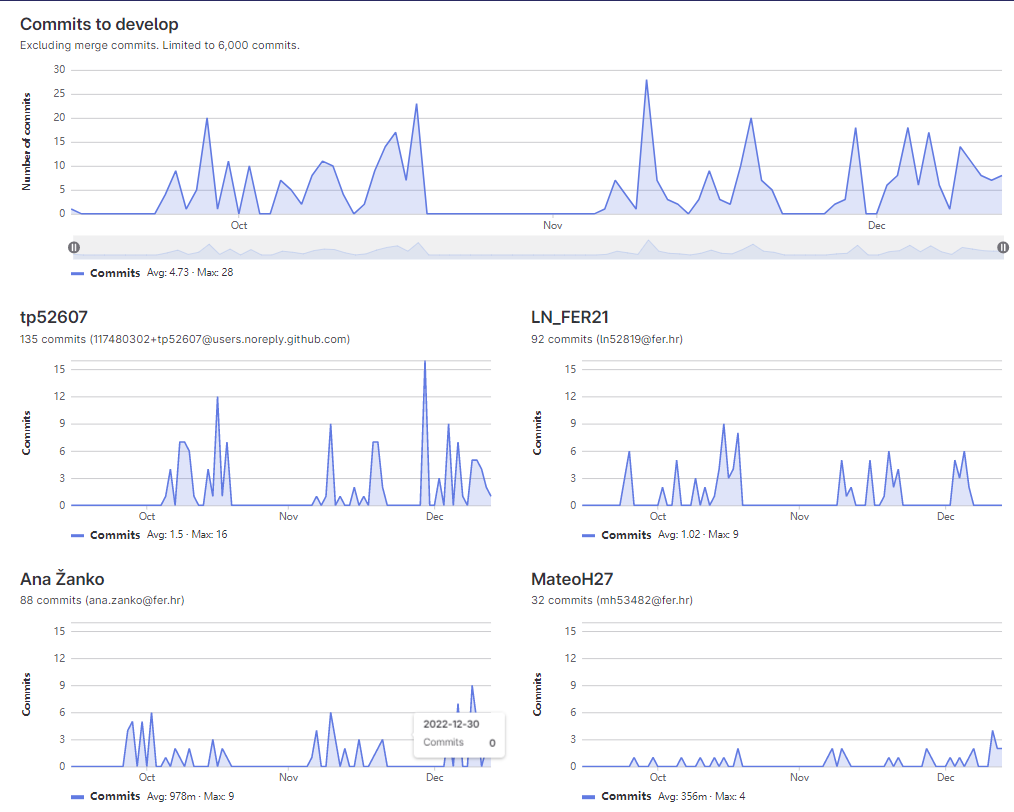 Commits to develop
Excluding merge commits. Limited to 6,000 commits.
Number of commits
30
25
20
15
10
5
0
Oct Nov Dec
Commits Avg: 4.73 · Max: 28
tp52607
135 commits (117480302+tp52607@users.noreply.github.com)
Commits
15
12
9
6
3
0
Oct Nov Dec
Commits Avg: 1.5 · Max: 16
LN_FER21
92 commits (ln52819@fer.hr)
Commits
15
12
9
6
3
0
Oct Nov Dec
Commits Avg: 1.02 · Max: 9
Ana Žanko
88 commits (ana.zanko@fer.hr)
Commits
15
12
9
6
3
0
2022-12-30
Commits 0
Oct Nov Dec
Commits Avg: 978m · Max: 9
MateoH27
32 commits (mh53482@fer.hr)
Commits
15
12
9
6
3
0
Oct Nov Dec
Commits Avg: 356m · Max: 4